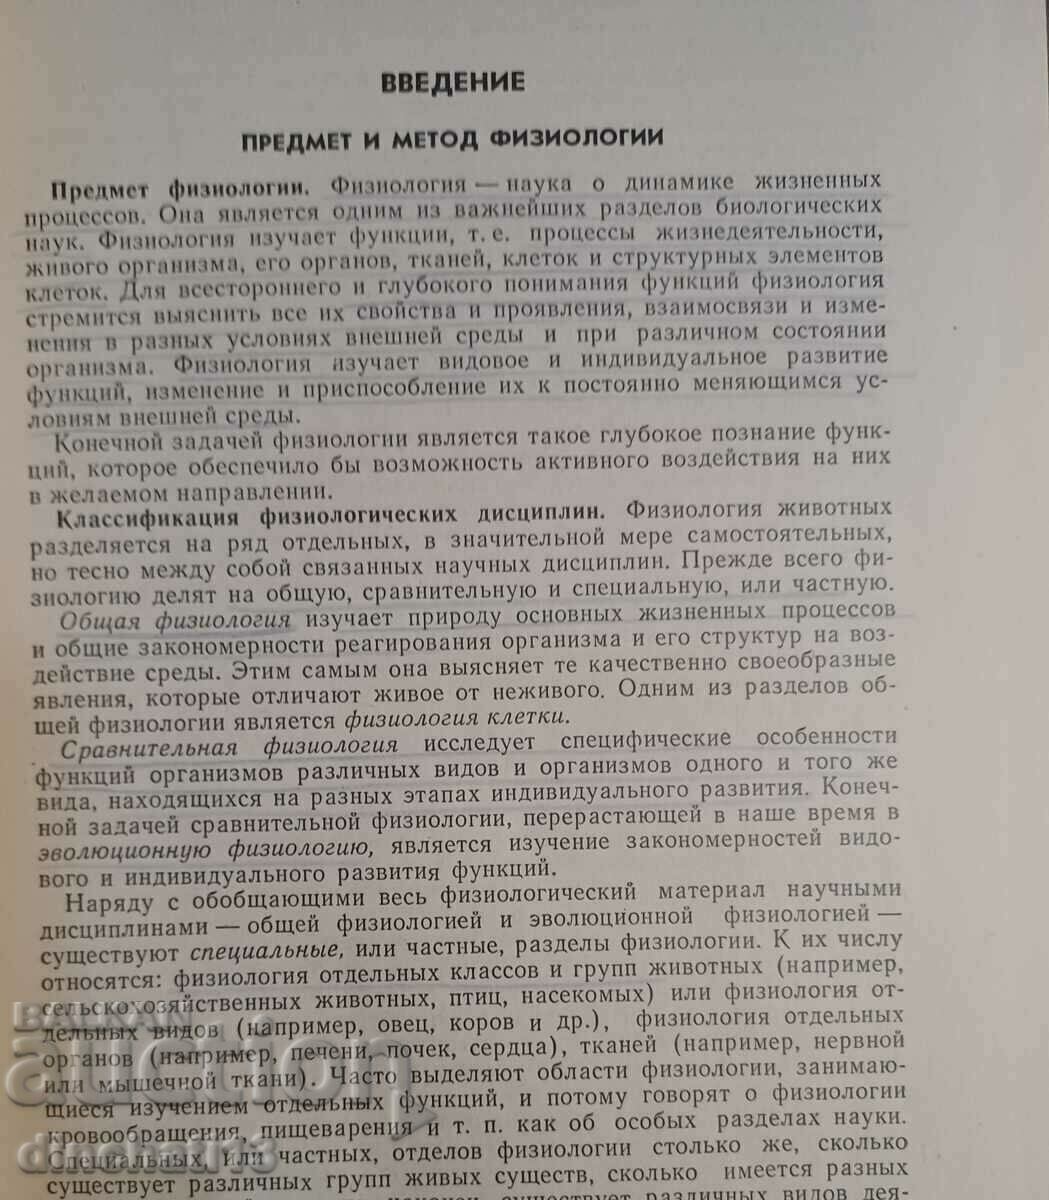 ВВЕДЕНИЕ
ПРЕДМЕТ И МЕТОД ФИЗИОЛОГИИ
Предмет физиологии. Физиология — наука о динамике жизненных
процессов. Она является одним из важнейших разделов биологических
наук. Физиология изучает функции, т. е. процессы жизнедеятельности,
живого организма, его органов, тканей, клеток и структурных элементов
клеток. Для всестороннего и глубокого понимания функций физиология
стремится выяснить все их свойства и проявления, взаимосвязи и изме-
нения в разных условиях внешней среды и при различном состоянии
организма. Физиология изучает видовое и индивидуальное развитие
функций, изменение и приспособление их к постоянно меняющимся ус-
ловиям внешней среды.
Конечной задачей физиологии является такое глубокое познание функ-
ций, которое обеспечило бы возможность активного воздействия на них
в желаемом направлении.
Классификация физиологических дисциплин. Физиология животных
разделяется на ряд отдельных, в значительной мере самостоятельных,
но тесно между собой связанных научных дисциплин. Прежде всего фи-
зиологию делят на общую, сравнительную и специальную, или частную.
Общая физиология изучает природу основных жизненных процессов
и общие закономерности реагирования организма и его структур на воз-
действие среды. Этим самым она выясняет те качественно своеобразные
явления, которые отличают живое от неживого. Одним из разделов об-
щей физиологии является физиология клетки.
Сравнительная физиология исследует специфические особенности
функций организмов различных видов и организмов одного и того же
вида, находящихся на разных этапах индивидуального развития. Конеч-
ной задачей сравнительной физиологии, перерастающей в наше время в
эволюционную физиологию, является изучение закономерностей видо-
вого и индивидуального развития функций.
Наряду с обобщающими весь физиологический материал научными
дисциплинами — общей физиологией и эволюционной физиологией —
существуют специальные, или частные, разделы физиологии. К их числу
относятся: физиология отдельных классов и групп животных (например,
сельскохозяйственных животных, птиц, насекомых) или физиология от-
дельных видов (например, овец, коров и др.), физиология отдельных
органов (например, печени, почек, сердца), тканей (например, нервной
или мышечной ткани). Часто выделяют области физиологии, занимаю-
щиеся изучением отдельных функций, и потому говорят о физиологии
кровообращения, пищеварения и т. п. как об особых разделах науки.
Специальных, или частных, отделов физиологии столько же, сколько
существует различных групп живых существ, сколько имеется разных
существует различных видов дея-
auction